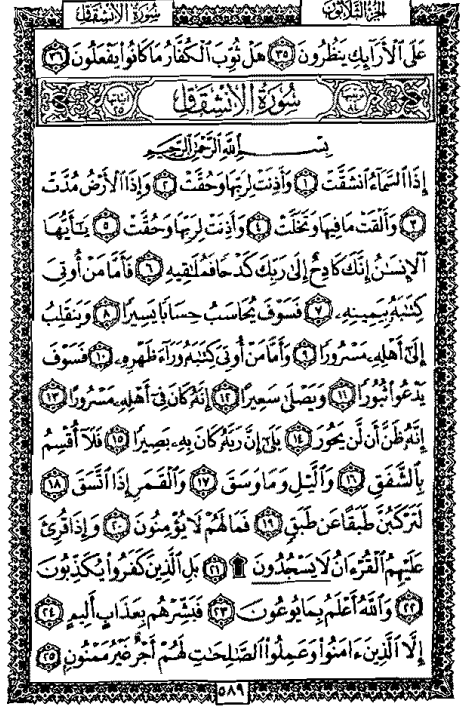 سورة الانشقاق الجزء الثلاثون
عَلَى ٱلْأَرَآئِكِ يَنظُرُونَ ٣٥ هَلْ ثُوِّبَ ٱلْكُفَّارُ مَا كَانُوا۟ يَفْعَلُونَ ٣٦
سُورَةُ الانْشِقَاقِ
بِسْمِ ٱللَّهِ ٱلرَّحْمَٰنِ ٱلرَّحِيمِ
إِذَا ٱلسَّمَآءُ ٱنشَقَّتْ ١ وَأَذِنَتْ لِرَبِّهَا وَحُقَّتْ ٢ وَإِذَا ٱلْأَرْضُ مُدَّتْ
٣ وَأَلْقَتْ مَا فِيهَا وَتَخَلَّتْ ٤ وَأَذِنَتْ لِرَبِّهَا وَحُقَّتْ ٥ يَٰٓأَيُّهَا
ٱلْإِنسَٰنُ إِنَّكَ كَادِحٌ إِلَىٰ رَبِّكَ كَدْحًا فَمُلَٰقِيهِ ٦ فَأَمَّا مَنْ أُوتِىَ
كِتَٰبَهُۥ بِيَمِينِهِۦ ٧ فَسَوْفَ يُحَاسَبُ حِسَابًا يَسِيرًا ٨ وَيَنقَلِبُ
إِلَىٰٓ أَهْلِهِۦ مَسْرُورًا ٩ وَأَمَّا مَنْ أُوتِىَ كِتَٰبَهُۥ وَرَآءَ ظَهْرِهِۦ ١٠ فَسَوْفَ
يَدْعُوا۟ ثُبُورًا ١١ وَيَصْلَىٰ سَعِيرًا ١٢ إِنَّهُۥ كَانَ فِىٓ أَهْلِهِۦ مَسْرُورًا ١٣
إِنَّهُۥ ظَنَّ أَن لَّن يَحُورَ ١٤ بَلَىٰٓ إِنَّ رَبَّهُۥ كَانَ بِهِۦ بَصِيرًا ١٥ فَلَآ أُقْسِمُ
بِٱلشَّفَقِ ١٦ وَٱلَّيْلِ وَمَا وَسَقَ ١٧ وَٱلْقَمَرِ إِذَا ٱتَّسَقَ ١٨
لَتَرْكَبُنَّ طَبَقًا عَن طَبَقٍ ١٩ فَمَا لَهُمْ لَا يُؤْمِنُونَ ٢٠ وَإِذَا قُرِئَ
عَلَيْهِمُ ٱلْقُرْءَانُ لَا يَسْجُدُونَ ۩ ٢١ بَلِ ٱلَّذِينَ كَفَرُوا۟ يُكَذِّبُونَ
٢٢ وَٱللَّهُ أَعْلَمُ بِمَا يُوعُونَ ٢٣ فَبَشِّرْهُم بِعَذَابٍ أَلِيمٍ ٢٤
إِلَّا ٱلَّذِينَ ءَامَنُوا۟ وَعَمِلُوا۟ ٱلصَّٰلِحَٰتِ لَهُمْ أَجْرٌ غَيْرُ مَمْنُونٍۭ ٢٥
٥٨٩